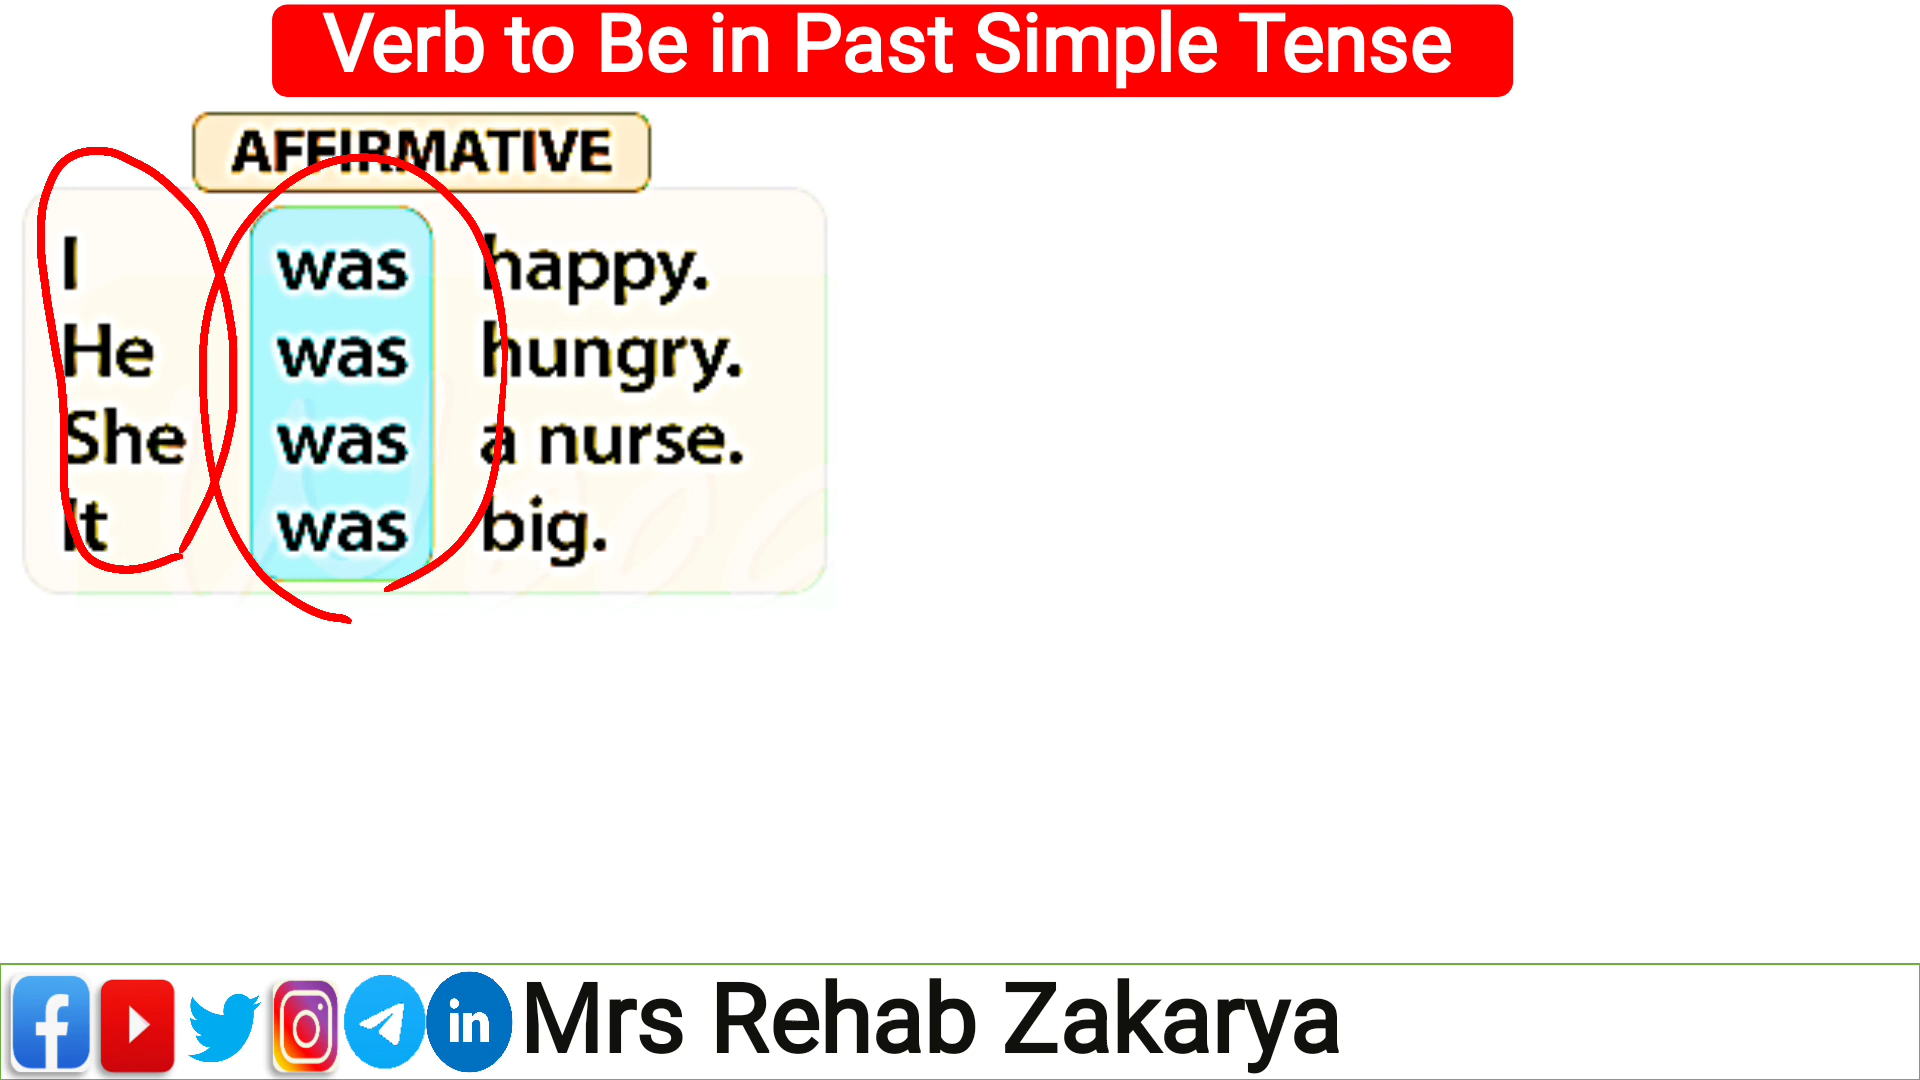 Verb to Be in Past Simple Tense
AFFIRMATIVE
I was happy.
He was hungry.
She was a nurse.
It was big.
Mrs Rehab Zakarya